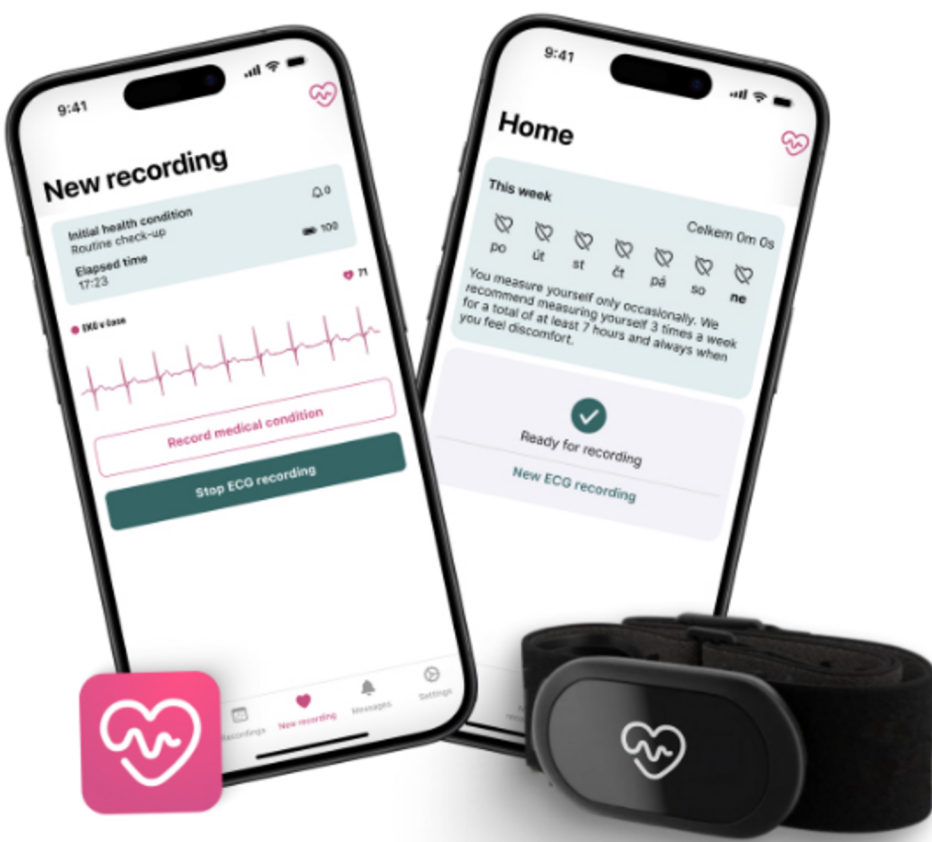 9:41
New recording
Initial health condition
0
Routine check-up
Elapsed time
100
17:23
71
EKG v čase
Record medical condition
Stop ECG recording
Recordings
New recording
Messages
Settings
9:41
Home
This week
Celkem 0m 0s
po út st čt pá so ne
You measure yourself only occasionally. We
recommend measuring yourself 3 times a week
for a total of at least 7 hours and always when
you feel discomfort.
Ready for recording
New ECG recording